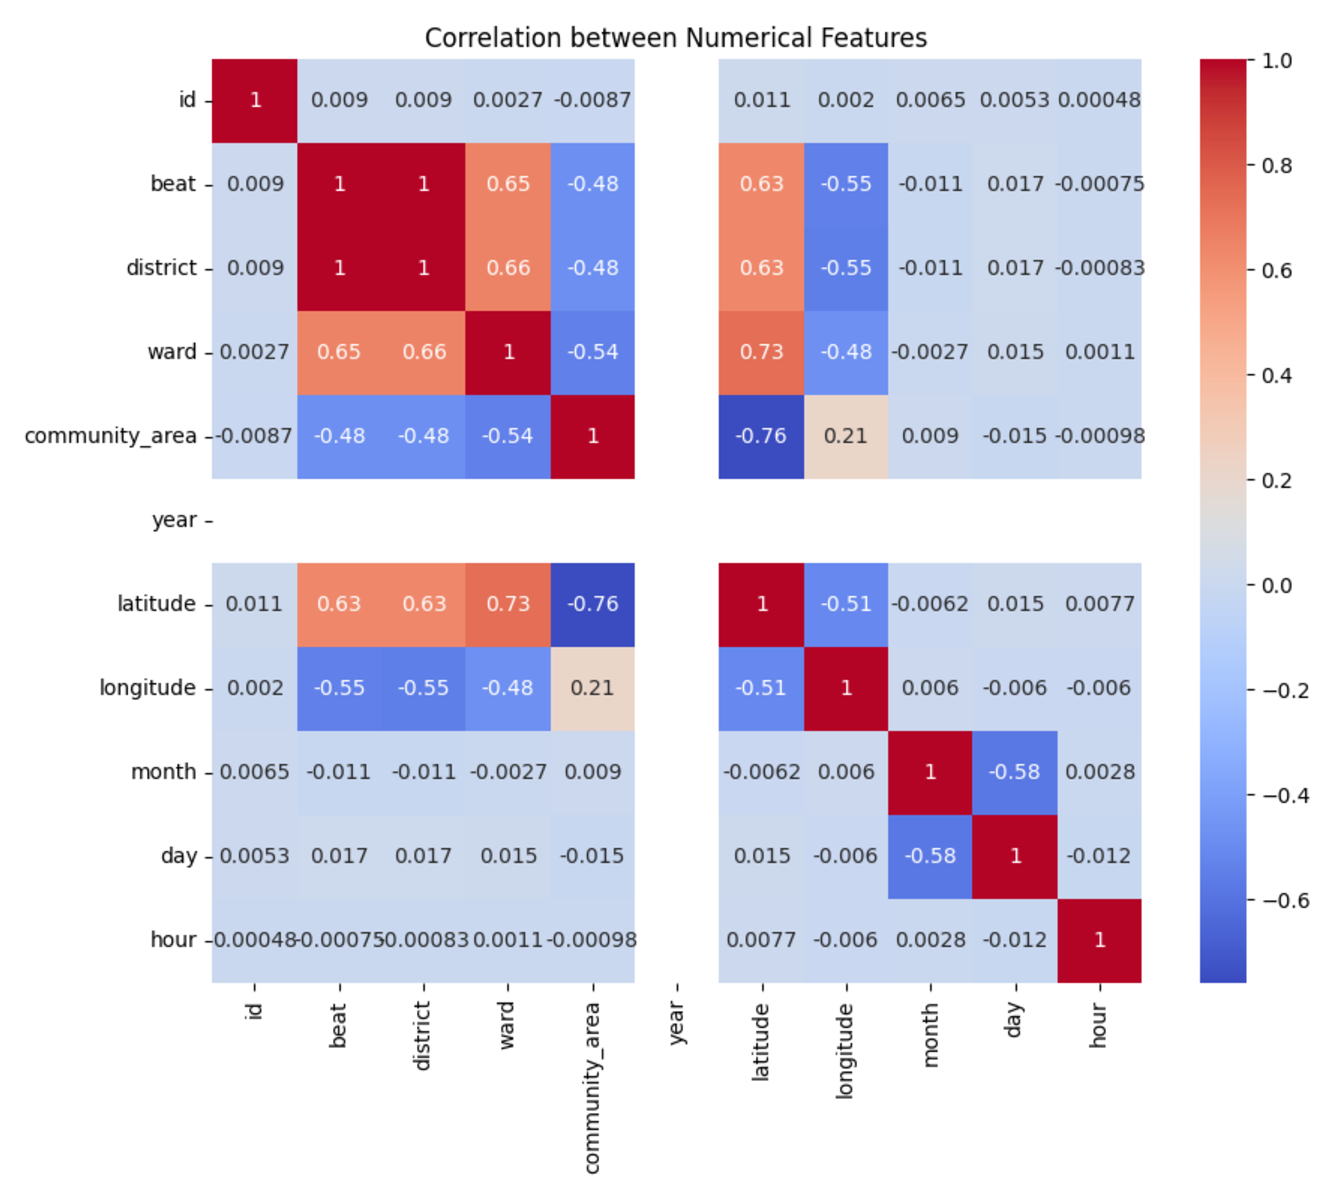 Correlation between Numerical Features
id 1 0.009 0.009 0.0027 -0.0087 0.011 0.002 0.0065 0.0053 0.00048
beat 0.009 1 1 0.65 -0.48 0.63 -0.55 -0.011 0.017 -0.00075
district 0.009 1 1 0.66 -0.48 0.63 -0.55 -0.011 0.017 -0.00083
ward 0.0027 0.65 0.66 1 -0.54 0.73 -0.48 -0.0027 0.015 0.0011
community_area -0.0087 -0.48 -0.48 -0.54 1 -0.76 0.21 0.009 -0.015 -0.00098
year
latitude 0.011 0.63 0.63 0.73 -0.76 1 -0.51 -0.0062 0.015 0.0077
longitude 0.002 -0.55 -0.55 -0.48 0.21 -0.51 1 0.006 -0.006 -0.006
month 0.0065 -0.011 -0.011 -0.0027 0.009 -0.0062 0.006 1 -0.58 0.0028
day 0.0053 0.017 0.017 0.015 -0.015 0.015 -0.006 -0.58 1 -0.012
hour 0.00048 -0.00075 -0.00083 0.0011 -0.00098 0.0077 -0.006 0.0028 -0.012 1
id beat district ward community_area year latitude longitude month day hour
1.0
0.8
0.6
0.4
0.2
0.0
−0.2
−0.4
−0.6